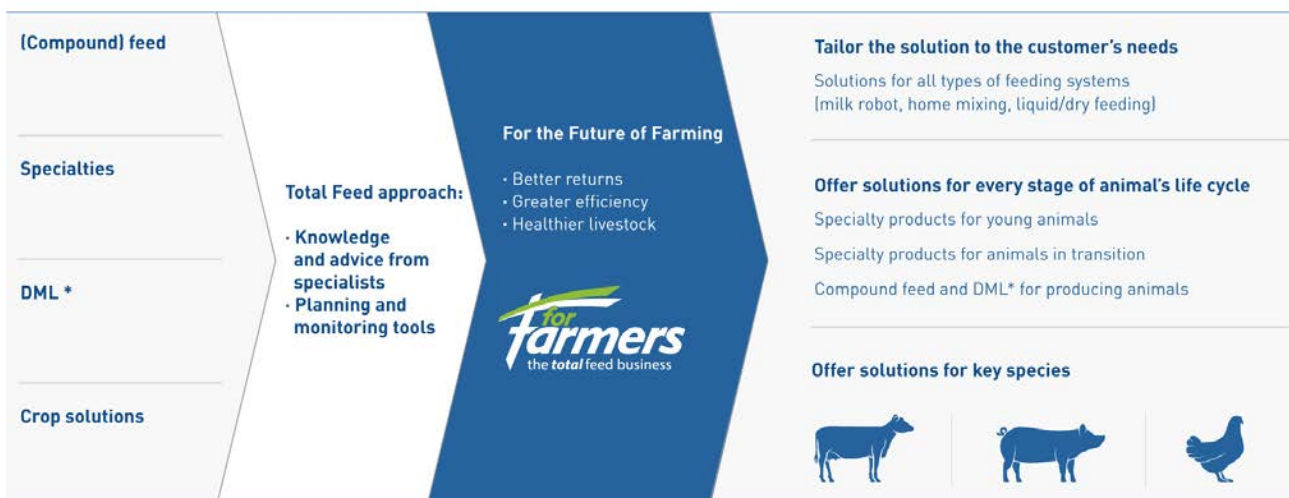 (Compound) feed
Specialties
DML *
Crop solutions
Total Feed approach:
· Knowledge
and advice from
specialists
· Planning and
monitoring tools
For the Future of Farming
· Better returns
· Greater efficiency
· Healthier livestock
for
farmers
the total feed business
Tailor the solution to the customer's needs
Solutions for all types of feeding systems
(milk robot, home mixing, liquid/dry feeding)
Offer solutions for every stage of animal's life cycle
Specialty products for young animals
Specialty products for animals in transition
Compound feed and DML* for producing animals
Offer solutions for key species